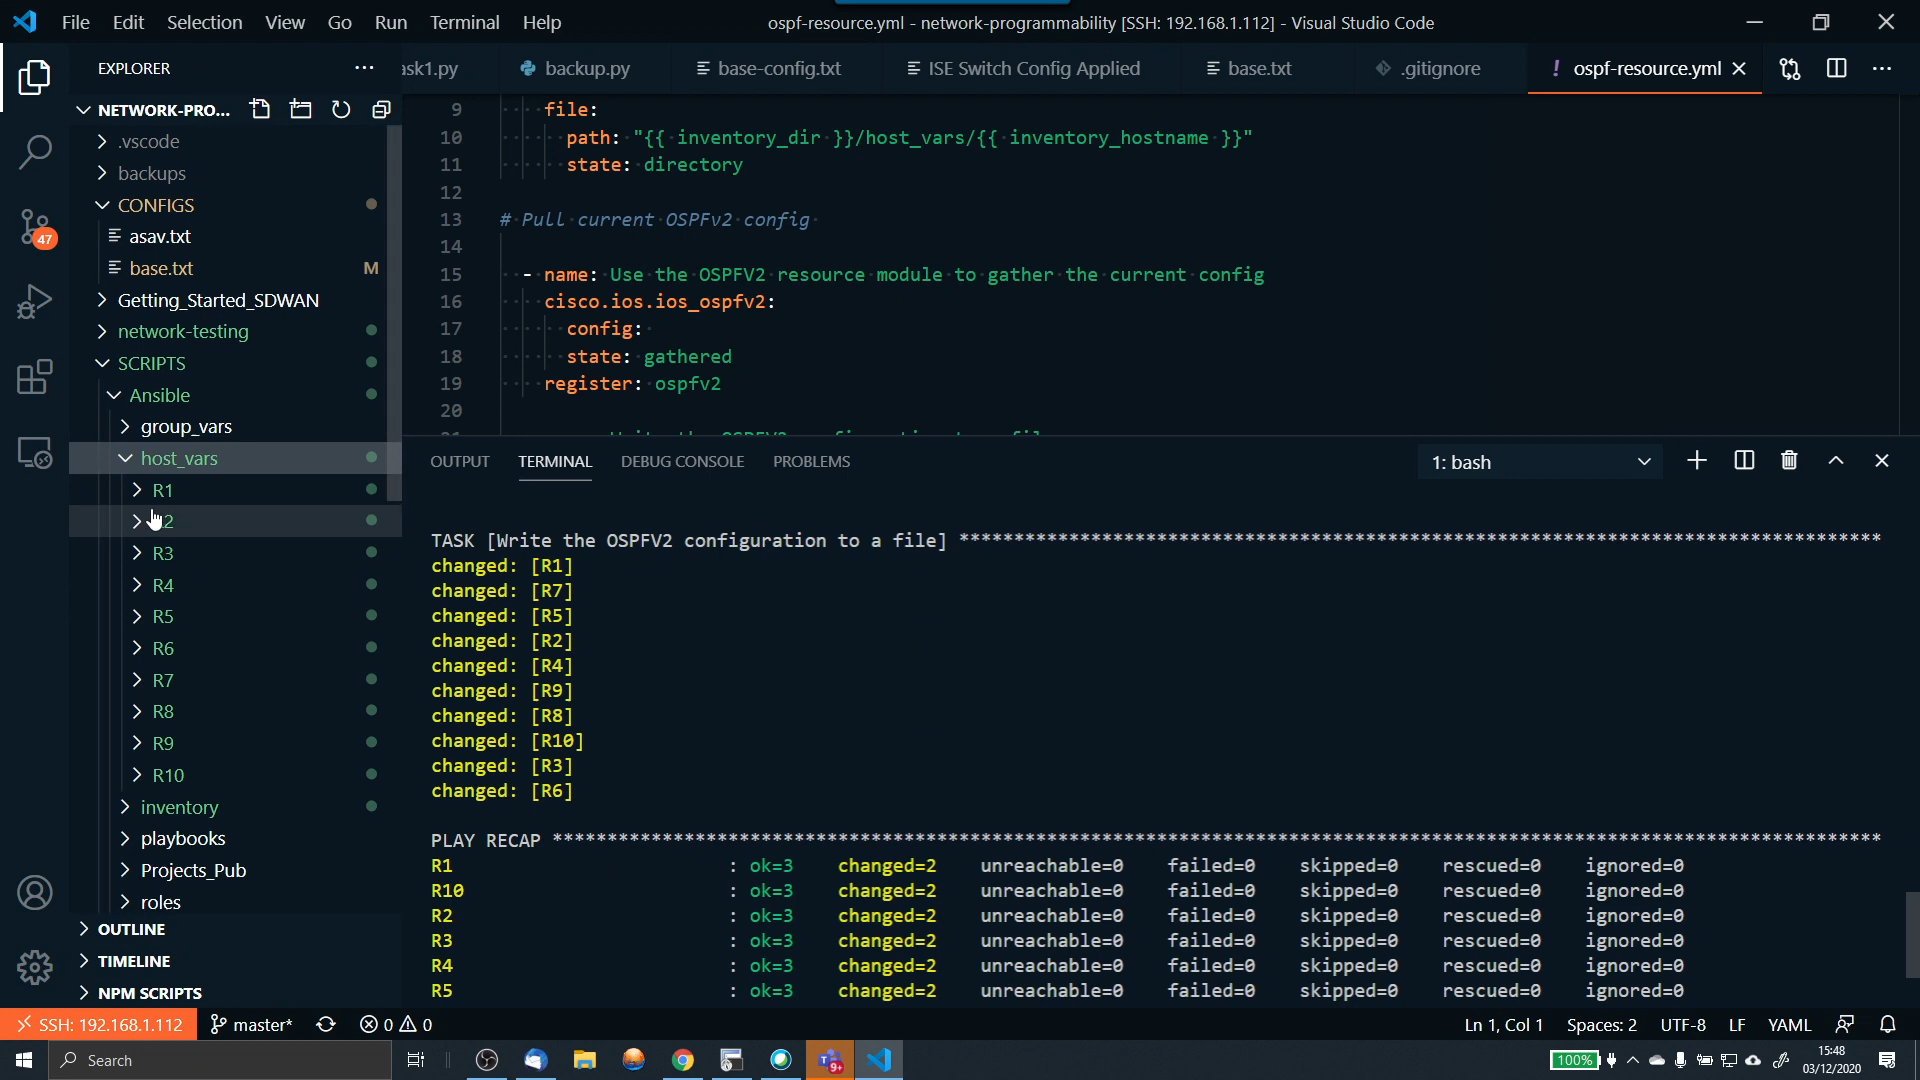 File Edit Selection View Go Run Terminal Help
ospf-resource.yml - network-programmability [SSH: 192.168.1.112] - Visual Studio Code
EXPLORER
ask1.py
backup.py
base-config.txt
ISE Switch Config Applied
base.txt
.gitignore
! ospf-resource.yml
NETWORK-PRO...
.vscode
backups
CONFIGS
asav.txt
base.txt M
Getting_Started_SDWAN
network-testing
SCRIPTS
Ansible
group_vars
host_vars
R1
2
R3
R4
R5
R6
R7
R8
R9
R10
inventory
playbooks
Projects_Pub
roles
OUTLINE
TIMELINE
NPM SCRIPTS
47
9 file:
10 path: "{{ inventory_dir }}/host_vars/{{ inventory_hostname }}"
11 state: directory
12
13 # Pull current OSPFv2 config
14
15 - name: Use the OSPFV2 resource module to gather the current config
16 cisco.ios.ios_ospfv2:
17 config:
18 state: gathered
19 register: ospfv2
20
OUTPUT TERMINAL DEBUG CONSOLE PROBLEMS
1: bash
TASK [Write the OSPFV2 configuration to a file] ************************************************************************************
changed: [R1]
changed: [R7]
changed: [R5]
changed: [R2]
changed: [R4]
changed: [R9]
changed: [R8]
changed: [R10]
changed: [R3]
changed: [R6]
PLAY RECAP *************************************************************************************************************************
R1 : ok=3 changed=2 unreachable=0 failed=0 skipped=0 rescued=0 ignored=0
R10 : ok=3 changed=2 unreachable=0 failed=0 skipped=0 rescued=0 ignored=0
R2 : ok=3 changed=2 unreachable=0 failed=0 skipped=0 rescued=0 ignored=0
R3 : ok=3 changed=2 unreachable=0 failed=0 skipped=0 rescued=0 ignored=0
R4 : ok=3 changed=2 unreachable=0 failed=0 skipped=0 rescued=0 ignored=0
R5 : ok=3 changed=2 unreachable=0 failed=0 skipped=0 rescued=0 ignored=0
SSH: 192.168.1.112 master* 0 0
Ln 1, Col 1 Spaces: 2 UTF-8 LF YAML
Search
9+
100%
15:48
03/12/2020